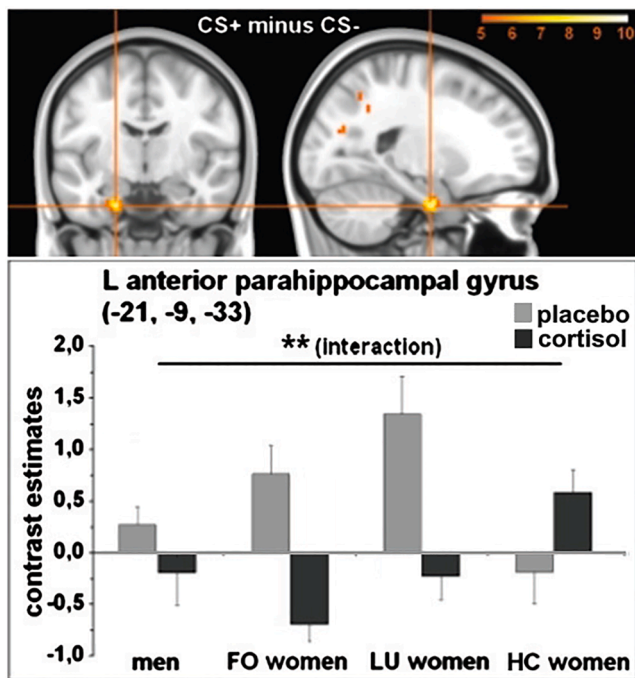 CS+ minus CS-
5 6 7 8 9 10
L anterior parahippocampal gyrus
(-21, -9, -33)
placebo
cortisol
** (interaction)
contrast estimates
2,0
1,5
1,0
0,5
0,0
-0,5
-1,0
men FO women LU women HC women